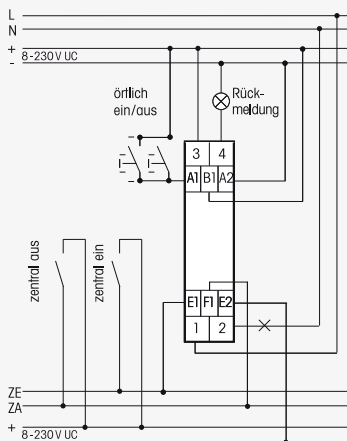 L
N
+
8-230 V UC
-
örtlich
ein/aus
Rück-
meldung
3 4
A1 B1 A2
zentral aus
zentral ein
E1 F1 E2
1 2
ZE
ZA
+
8-230 V UC